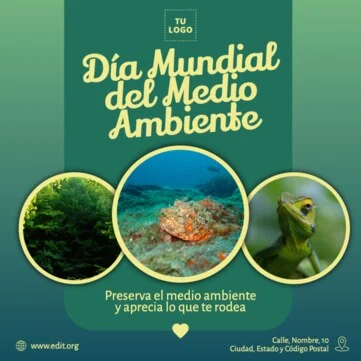 TU
LOGO
Día Mundial
del Medio
Ambiente
Preserva el medio ambiente
y aprecia lo que te rodea
www.edit.org
Calle, Nombre, 10
Ciudad, Estado y Código Postal